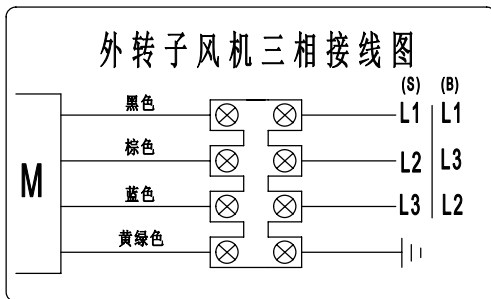 外转子风机三相接线图
(S) (B)
黑色 L1 L1
棕色 L2 L3
M
蓝色 L3 L2
黄绿色